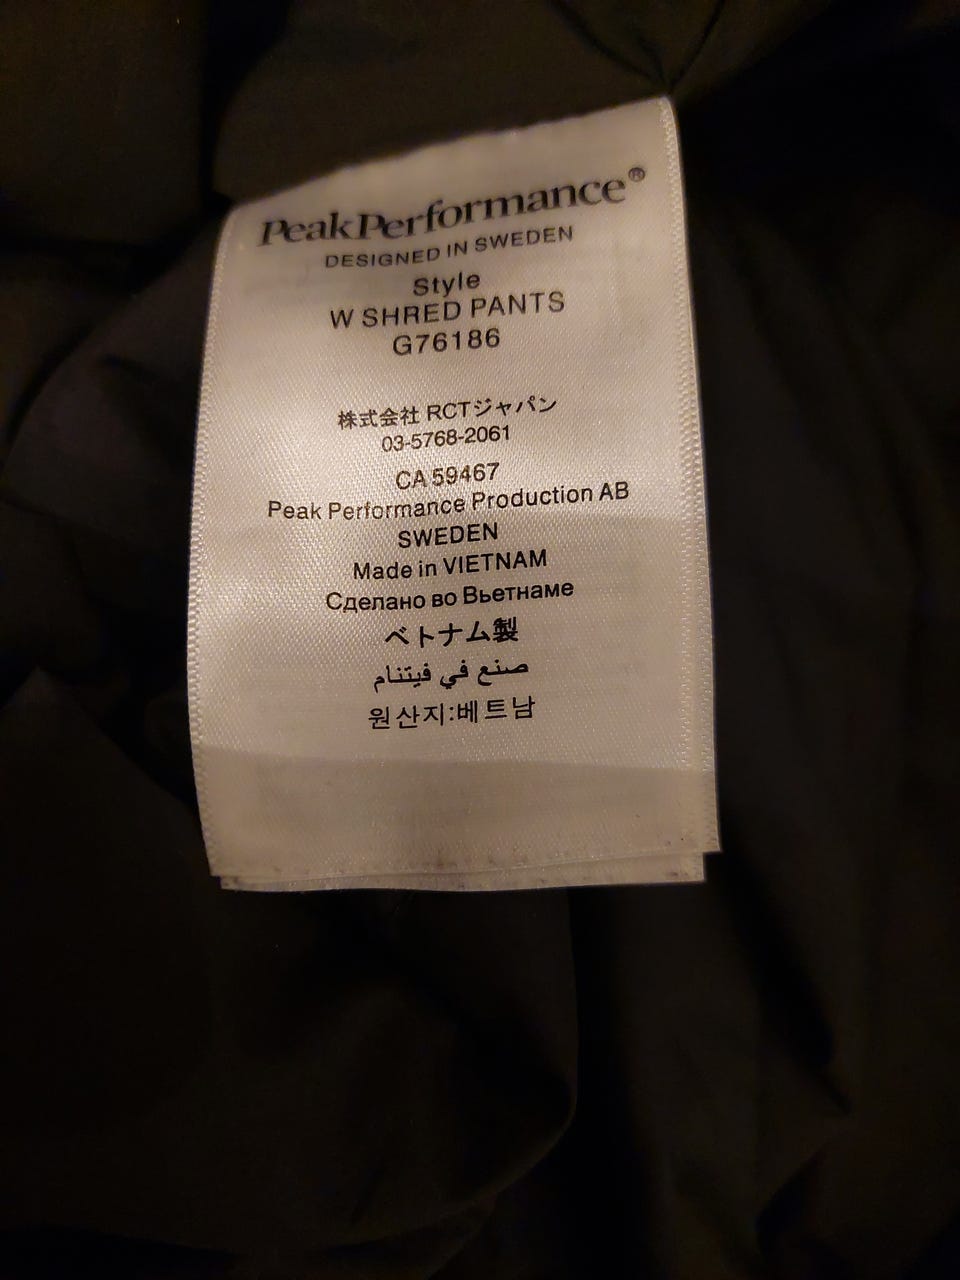 PeakPerformance®
DESIGNED IN SWEDEN
Style
W SHRED PANTS
G76186
株式会社 RCTジャパン
03-5768-2061
CA 59467
Peak Performance Production AB
SWEDEN
Made in VIETNAM
Сделано во Вьетнаме
ベトナム製
صنع في فيتنام
원산지:베트남